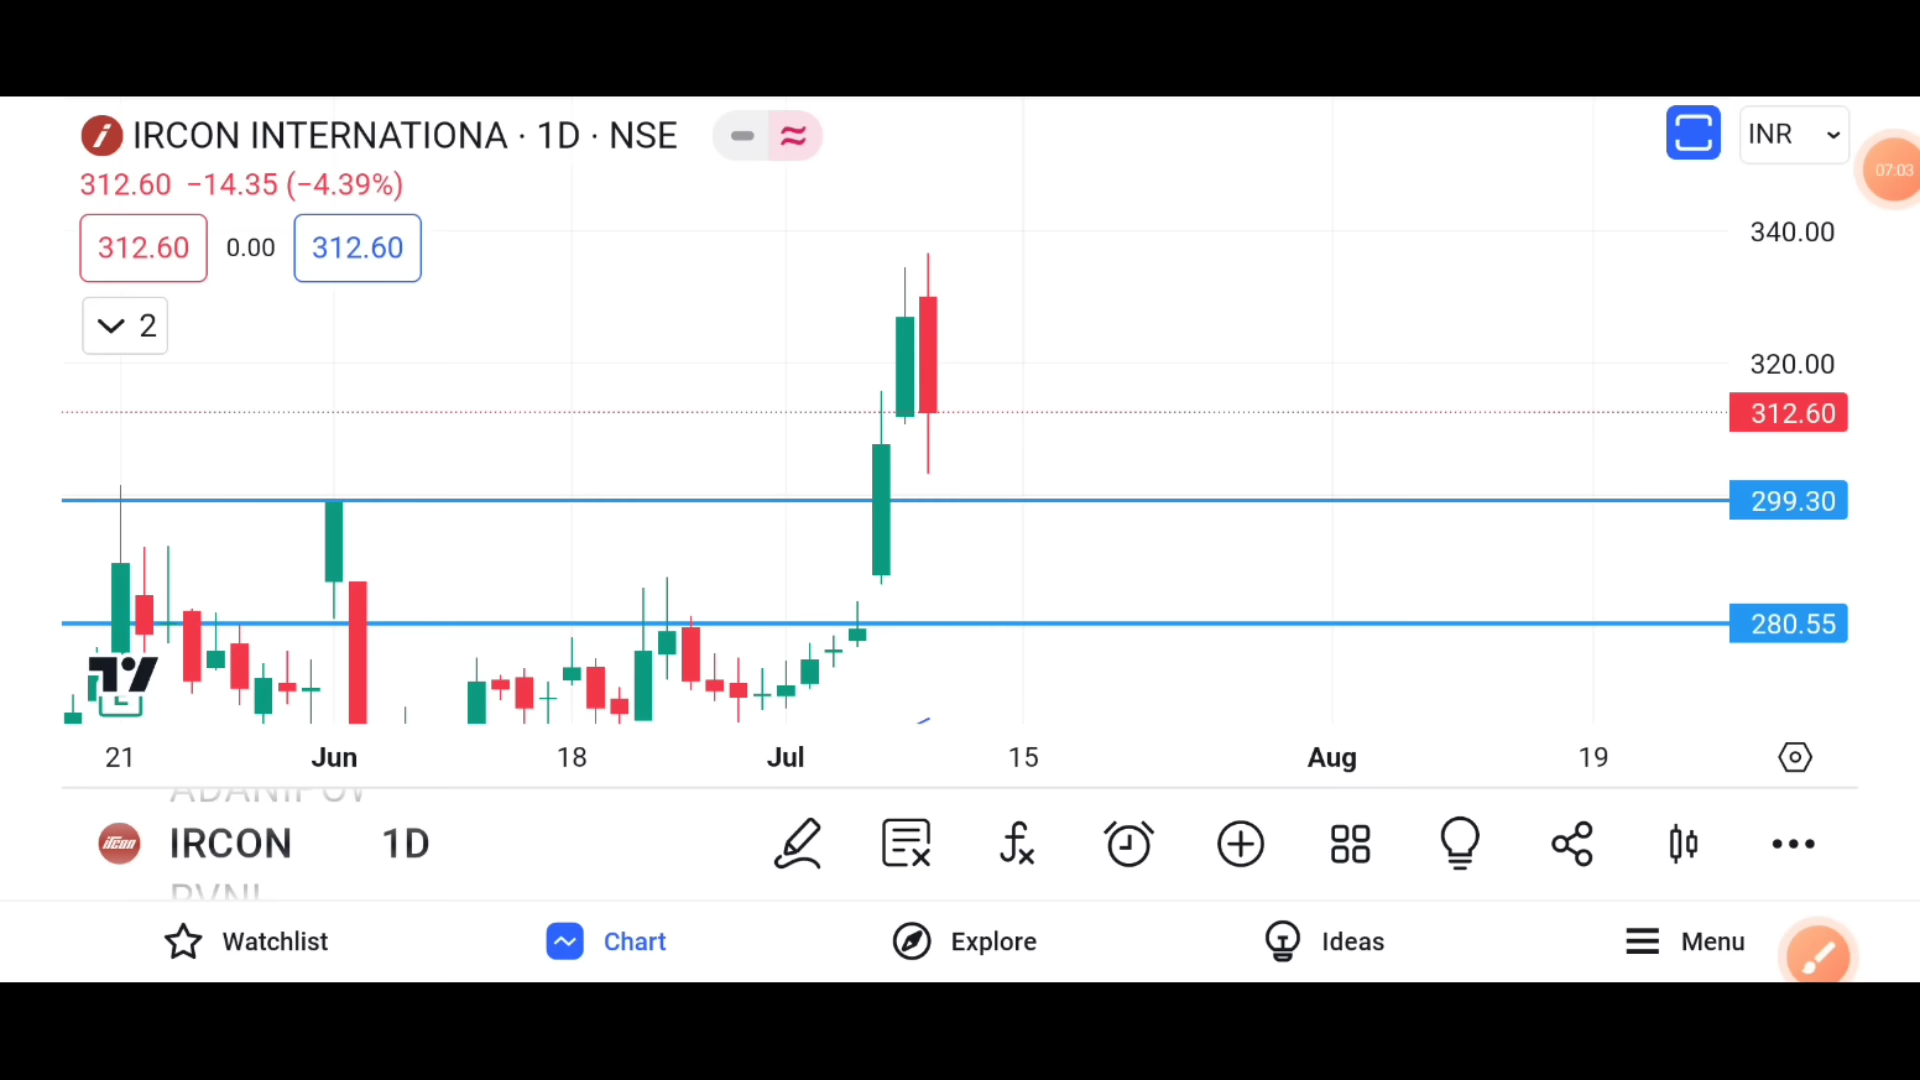 IRCON INTERNATIONA · 1D · NSE
INR
07:03
312.60 −14.35 (−4.39%)
312.60 0.00 312.60
2
340.00
320.00
312.60
299.30
280.55
21 Jun 18 Jul 15 Aug 19
IRCON 1D
Watchlist Chart Explore Ideas Menu